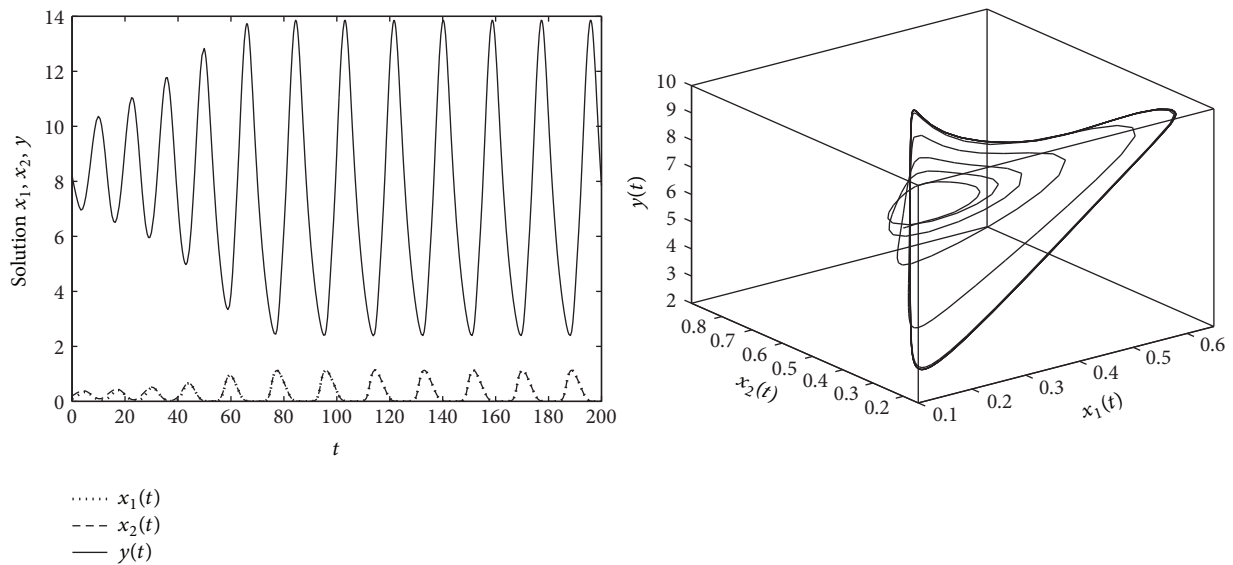 14
12
10
8
6
4
2
0
Solution x₁, x₂, y
0 20 40 60 80 100 120 140 160 180 200
t
x₁(t)
x₂(t)
y(t)
10
9
8
7
6
5
4
3
2
y(t)
0.8 0.7 0.6 0.5 0.4 0.3 0.2
x₂(t)
0.1 0.2 0.3 0.4 0.5 0.6
x₁(t)